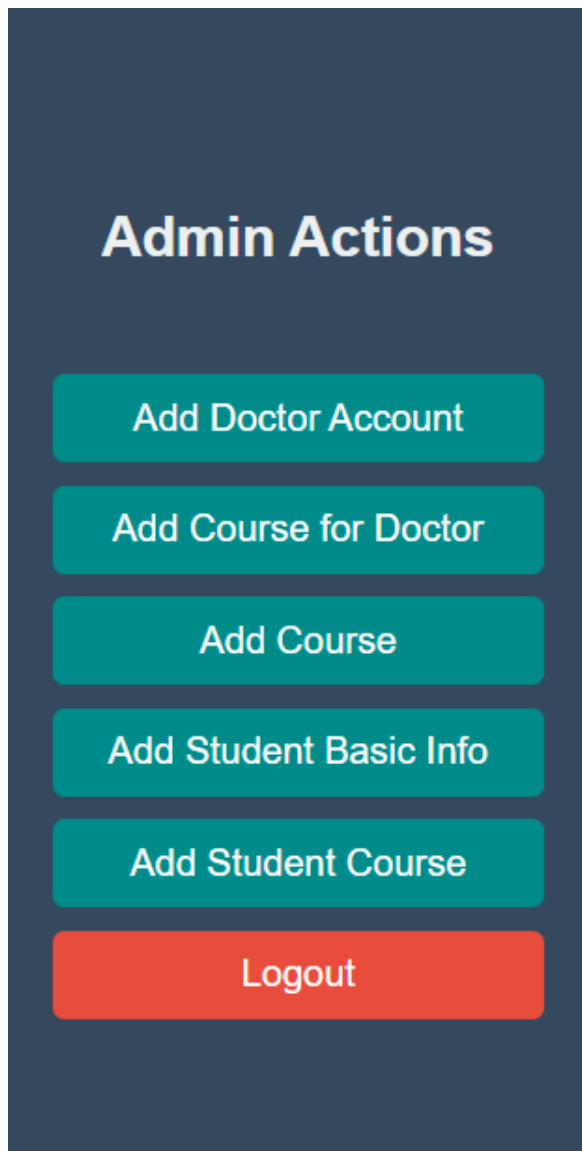 Admin Actions
Add Doctor Account
Add Course for Doctor
Add Course
Add Student Basic Info
Add Student Course
Logout